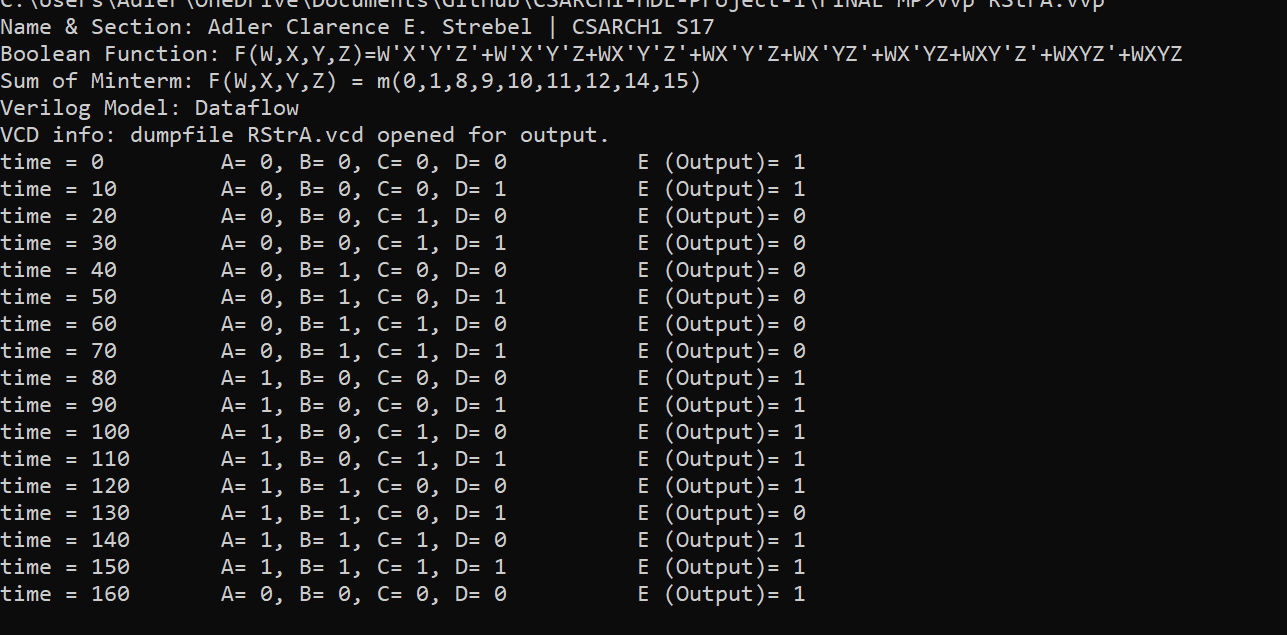 C:\Users\Adler\OneDrive\Documents\GitHub\CSARCH1-HDL-Project-1\FINAL MP>vvp RStrA.vvp
Name & Section: Adler Clarence E. Strebel | CSARCH1 S17
Boolean Function: F(W,X,Y,Z)=W'X'Y'Z'+W'X'Y'Z+WX'Y'Z'+WX'Y'Z+WX'YZ'+WX'YZ+WXY'Z'+WXYZ'+WXYZ
Sum of Minterm: F(W,X,Y,Z) = m(0,1,8,9,10,11,12,14,15)
Verilog Model: Dataflow
VCD info: dumpfile RStrA.vcd opened for output.
time = 0 A= 0, B= 0, C= 0, D= 0 E (Output)= 1
time = 10 A= 0, B= 0, C= 0, D= 1 E (Output)= 1
time = 20 A= 0, B= 0, C= 1, D= 0 E (Output)= 0
time = 30 A= 0, B= 0, C= 1, D= 1 E (Output)= 0
time = 40 A= 0, B= 1, C= 0, D= 0 E (Output)= 0
time = 50 A= 0, B= 1, C= 0, D= 1 E (Output)= 0
time = 60 A= 0, B= 1, C= 1, D= 0 E (Output)= 0
time = 70 A= 0, B= 1, C= 1, D= 1 E (Output)= 0
time = 80 A= 1, B= 0, C= 0, D= 0 E (Output)= 1
time = 90 A= 1, B= 0, C= 0, D= 1 E (Output)= 1
time = 100 A= 1, B= 0, C= 1, D= 0 E (Output)= 1
time = 110 A= 1, B= 0, C= 1, D= 1 E (Output)= 1
time = 120 A= 1, B= 1, C= 0, D= 0 E (Output)= 1
time = 130 A= 1, B= 1, C= 0, D= 1 E (Output)= 0
time = 140 A= 1, B= 1, C= 1, D= 0 E (Output)= 1
time = 150 A= 1, B= 1, C= 1, D= 1 E (Output)= 1
time = 160 A= 0, B= 0, C= 0, D= 0 E (Output)= 1